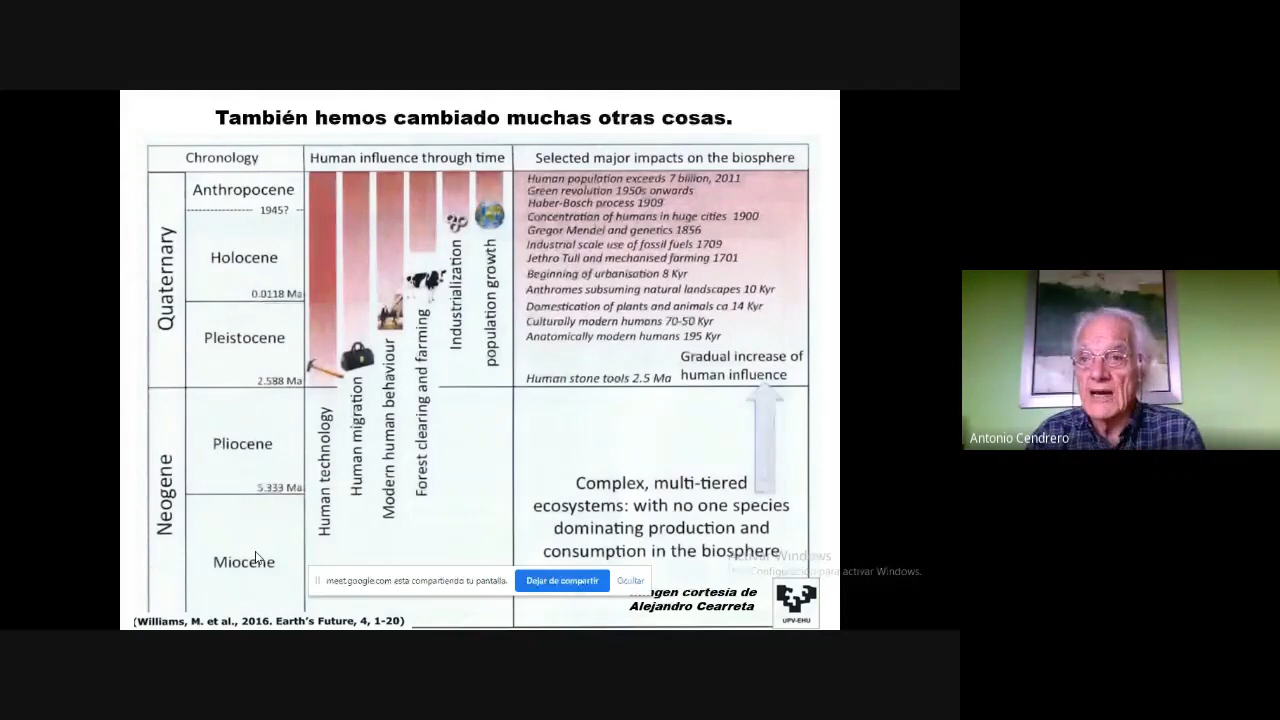 También hemos cambiado muchas otras cosas.
Chronology
Human influence through time
Selected major impacts on the biosphere
Quaternary
Anthropocene
1945?
Holocene
0.0118 Ma
Pleistocene
2.588 Ma
Neogene
Pliocene
5.333 Ma
Miocene
Human technology
Human migration
Modern human behaviour
Forest clearing and farming
Industrialization
population growth
Human population exceeds 7 billion, 2011
Green revolution 1950s onwards
Haber-Bosch process 1909
Concentration of humans in huge cities 1900
Gregor Mendel and genetics 1856
Industrial scale use of fossil fuels 1709
Jethro Tull and mechanised farming 1701
Beginning of urbanisation 8 Kyr
Anthromes subsuming natural landscapes 10 Kyr
Domestication of plants and animals ca 14 Kyr
Culturally modern humans 70-50 Kyr
Anatomically modern humans 195 Kyr
Gradual increase of
human influence
Human stone tools 2.5 Ma
Complex, multi-tiered
ecosystems: with no one species
dominating production and
consumption in the biosphere
Activar Windows
Configuración para activar Windows.
meet.google.com está compartiendo tu pantalla.
Dejar de compartir
Ocultar
cortesía de
Alejandro Cearreta
UPV-EHU
(Williams, M. et al., 2016. Earth's Future, 4, 1-20)
Antonio Cendrero